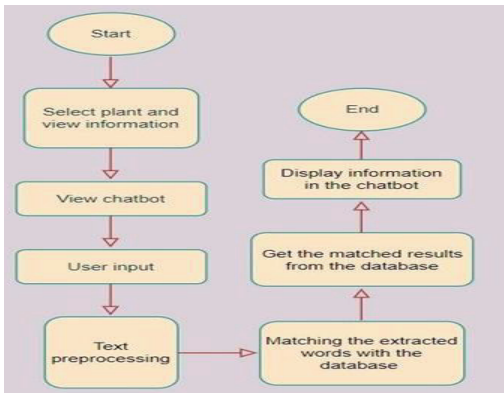 Start
Select plant and
view information
View chatbot
User input
Text
preprocessing
Matching the extracted
words with the
database
Get the matched results
from the database
Display information
in the chatbot
End